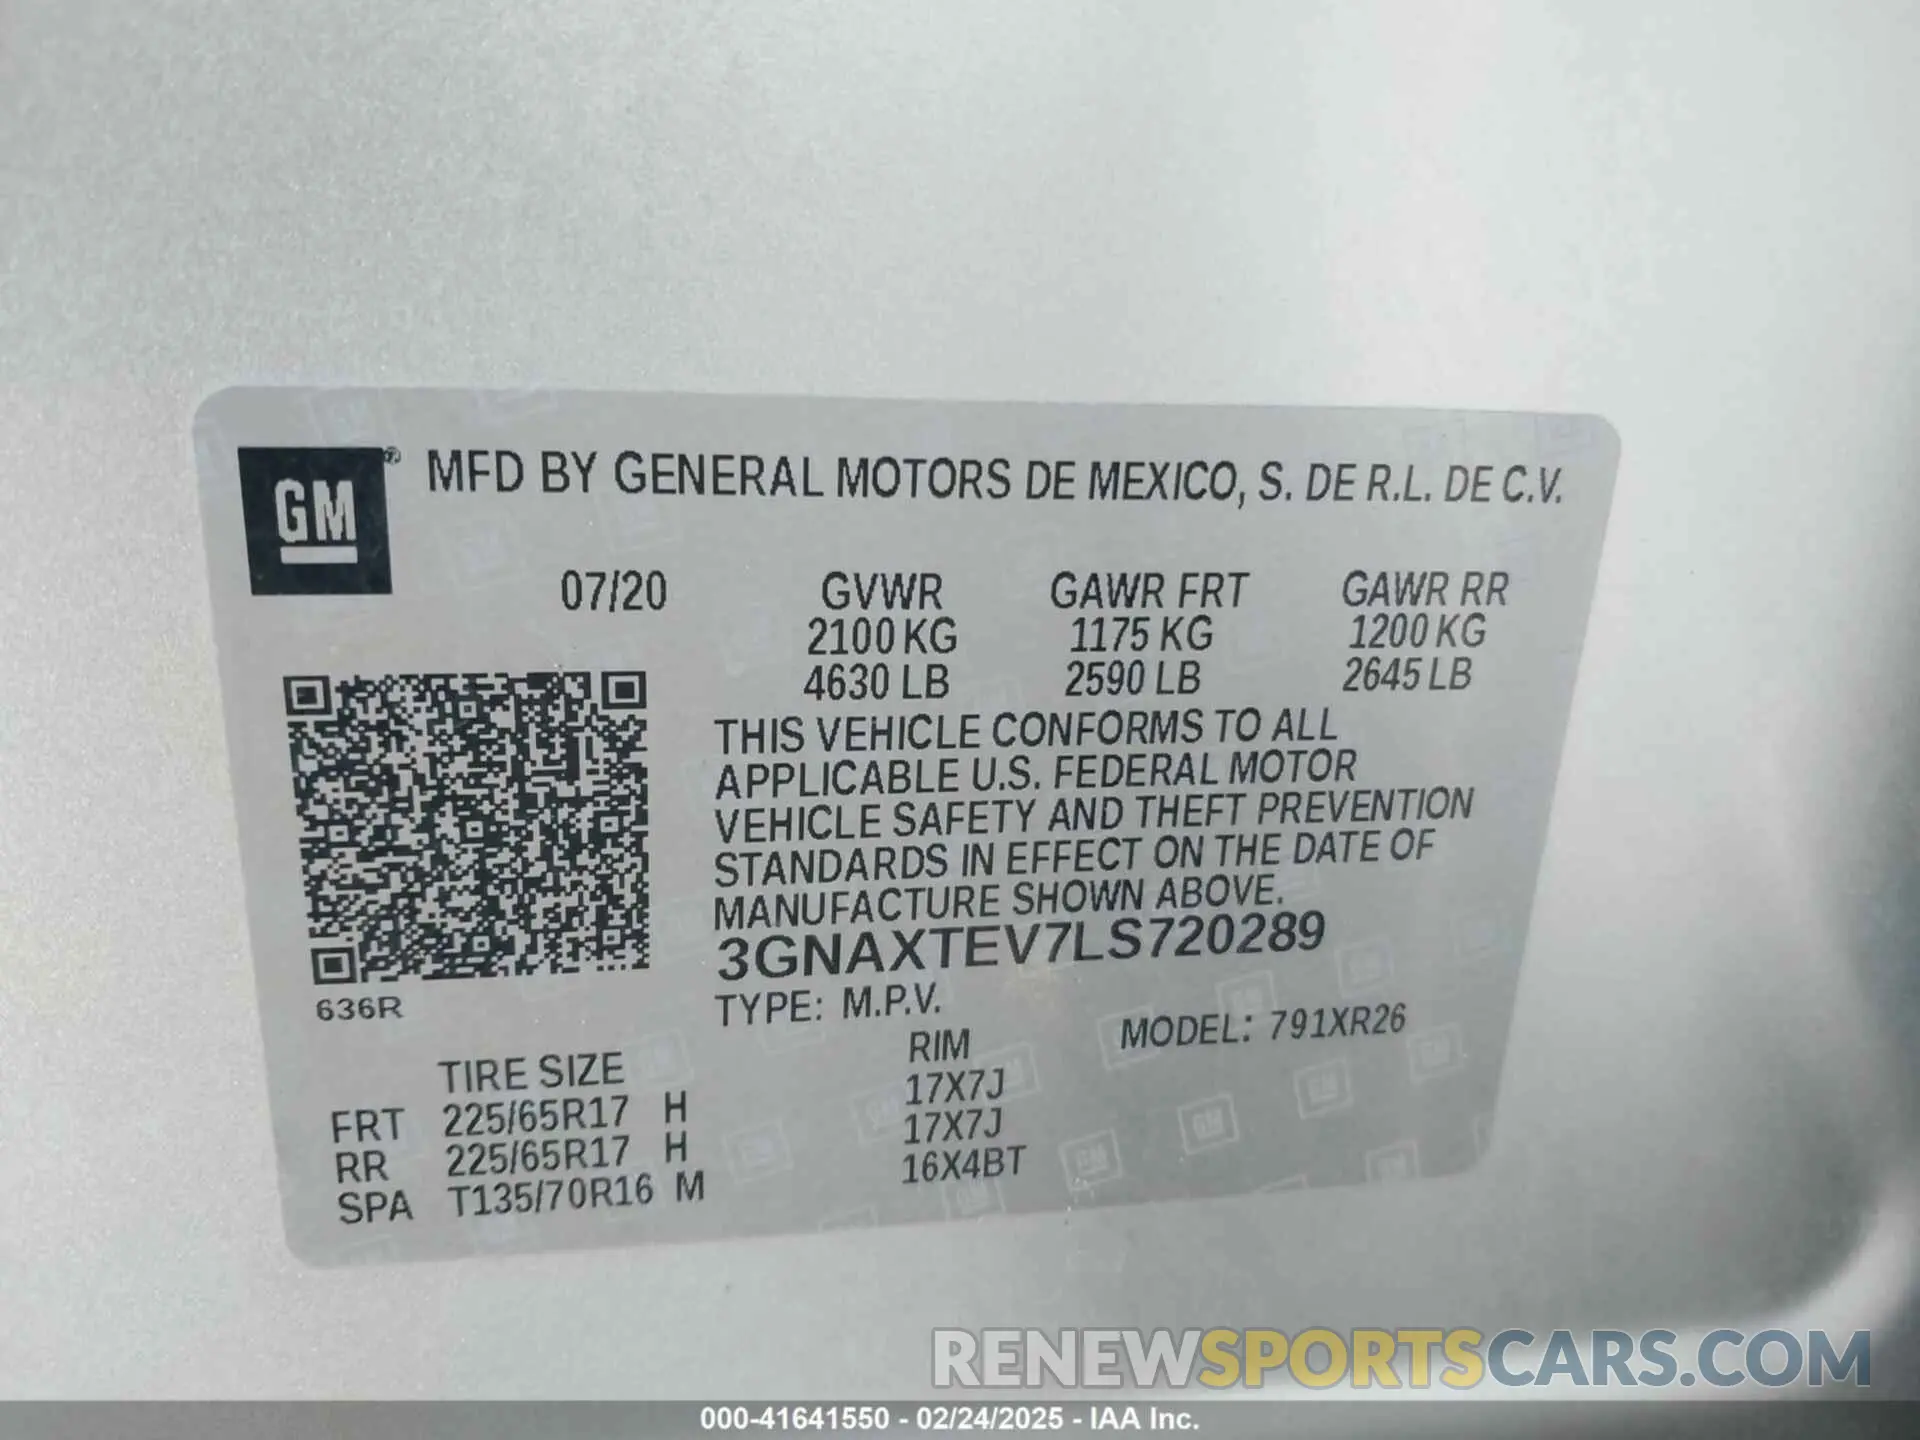 GM ® MFD BY GENERAL MOTORS DE MEXICO, S. DE R.L. DE C.V.
07/20 GVWR GAWR FRT GAWR RR
2100 KG 1175 KG 1200 KG
4630 LB 2590 LB 2645 LB
THIS VEHICLE CONFORMS TO ALL
APPLICABLE U.S. FEDERAL MOTOR
VEHICLE SAFETY AND THEFT PREVENTION
STANDARDS IN EFFECT ON THE DATE OF
MANUFACTURE SHOWN ABOVE.
3GNAXTEV7LS720289
636R
TYPE: M.P.V. MODEL: 791XR26
TIRE SIZE RIM
FRT 225/65R17 H 17X7J
RR 225/65R17 H 17X7J
SPA T135/70R16 M 16X4BT
RENEWSPORTSCARS.COM
000-41641550 - 02/24/2025 - IAA Inc.